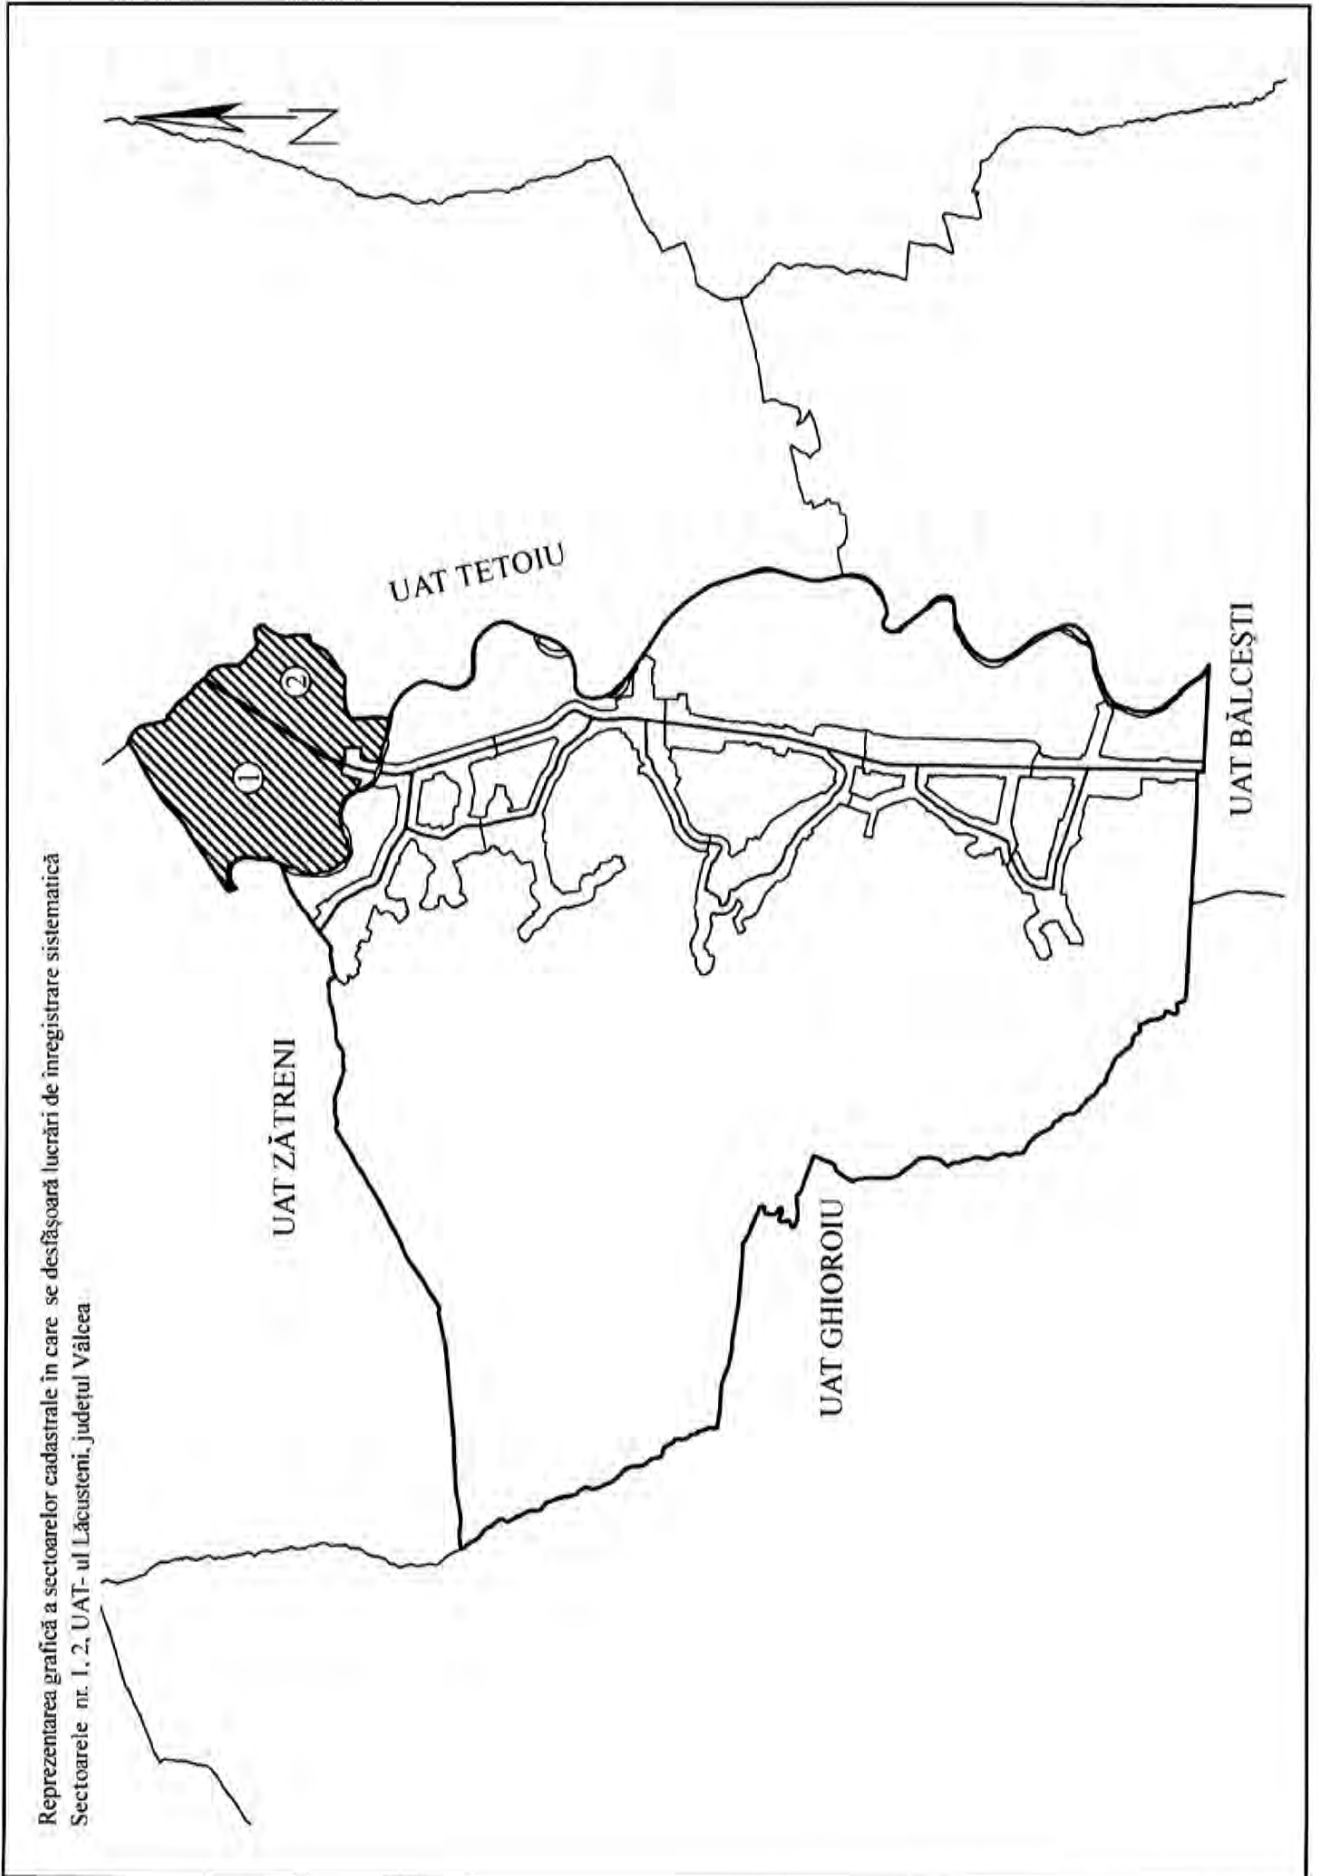 Reprezentarea grafică a sectoarelor cadastrale în care se desfășoară lucrări de înregistrare sistematică
Sectoarele nr. 1, 2, UAT- ul Lăcusteni, județul Vâlcea
N
UAT TETOIU
2
1
UAT ZĂTRENI
UAT BĂLCEȘTI
UAT GHIOROIU